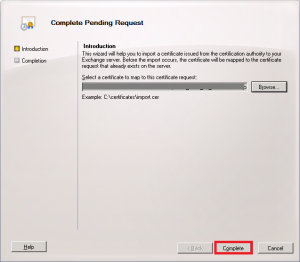 Complete Pending Request
Introduction
Completion
Introduction
This wizard will help you to import a certificate issued from the certification authority to your
Exchange server. Before the import occurs, the certificate will be mapped to the certificate
request that already exists on the server.
Select a certificate to map to this certificate request:
Browse...
Example: C:\certificates\import.cer
Help
< Back
Complete
Cancel